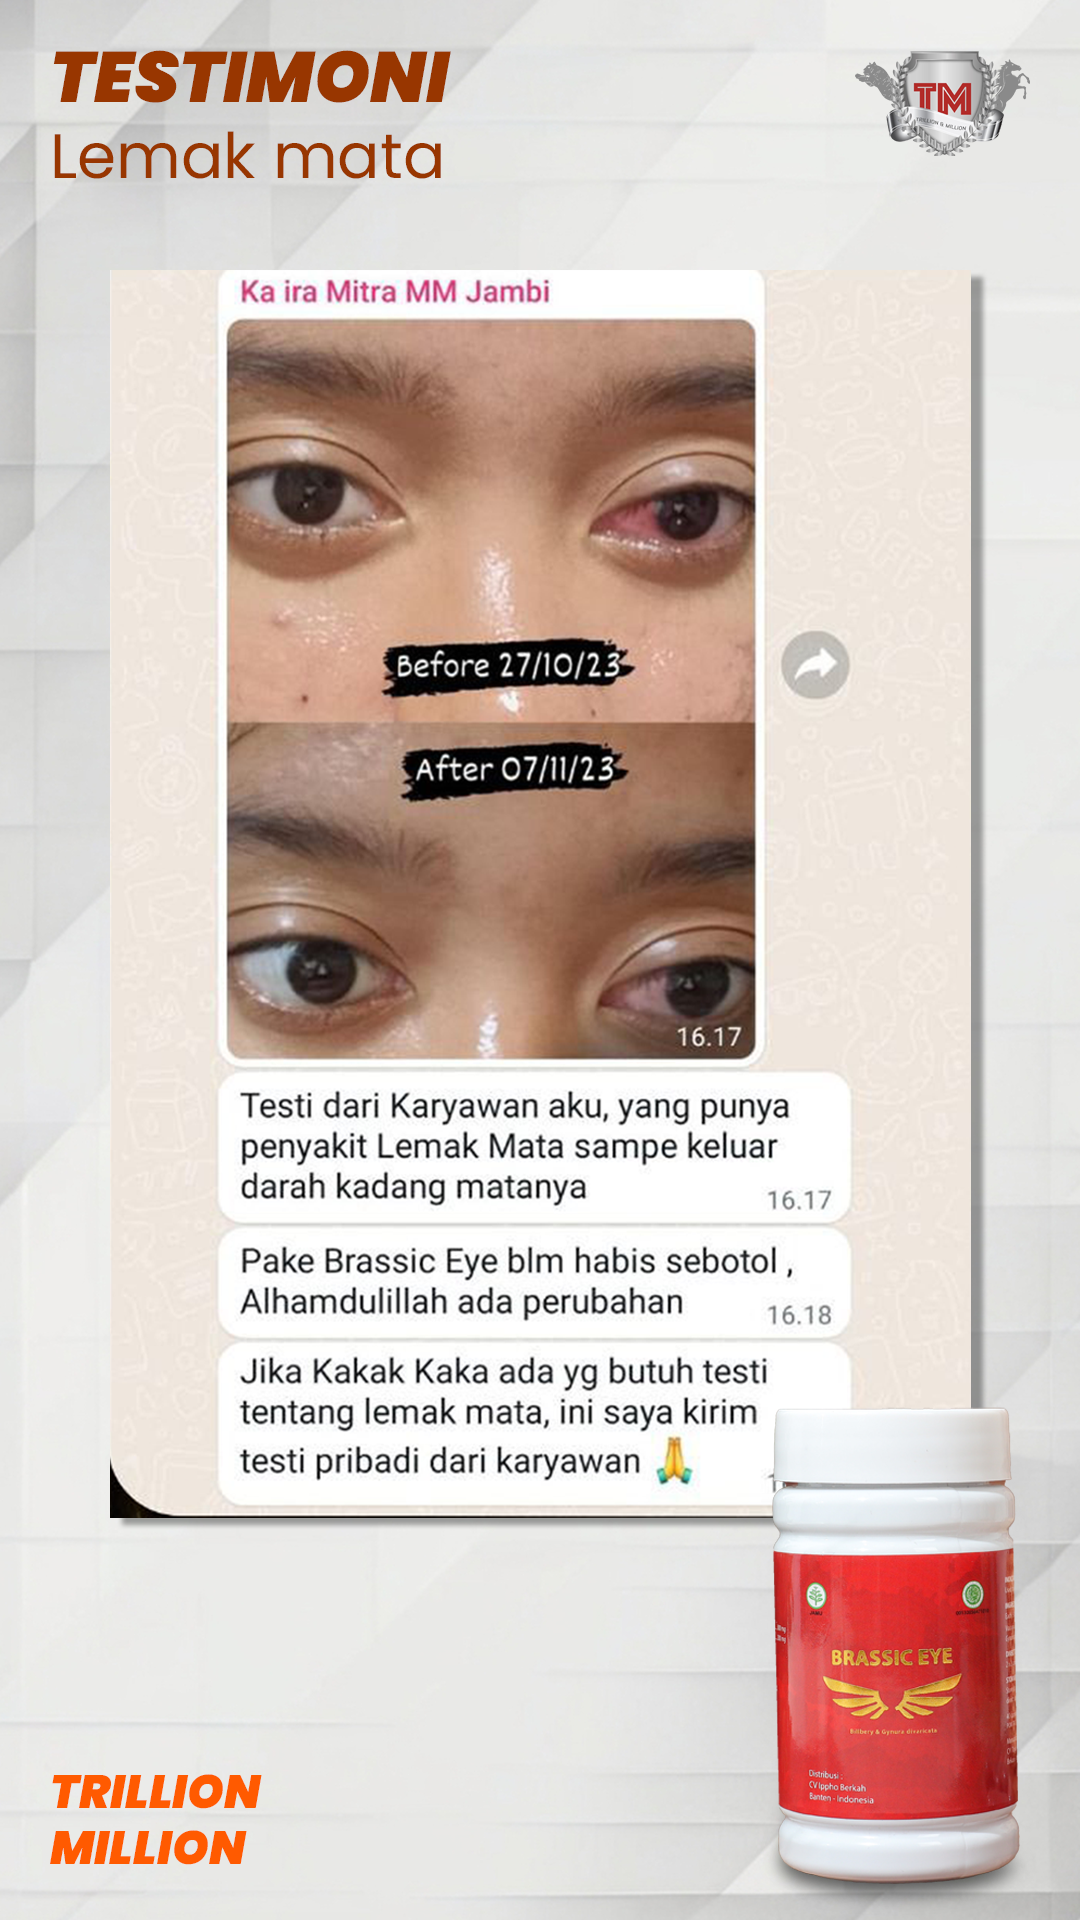 TESTIMONI
Lemak mata
TM
TRILLION & MILLION
Ka ira Mitra MM Jambi
Before 27/10/23
After 07/11/23
16.17
Testi dari Karyawan aku, yang punya
penyakit Lemak Mata sampe keluar
darah kadang matanya
16.17
Pake Brassic Eye blm habis sebotol ,
Alhamdulillah ada perubahan
16.18
Jika Kakak Kaka ada yg butuh testi
tentang lemak mata, ini saya kirim
testi pribadi dari karyawan 🙏
JAMU
BRASSIC EYE
Bilbery & Gynura divaricata
Distribusi :
CV Ippho Berkah
Banten - Indonesia
TRILLION
MILLION